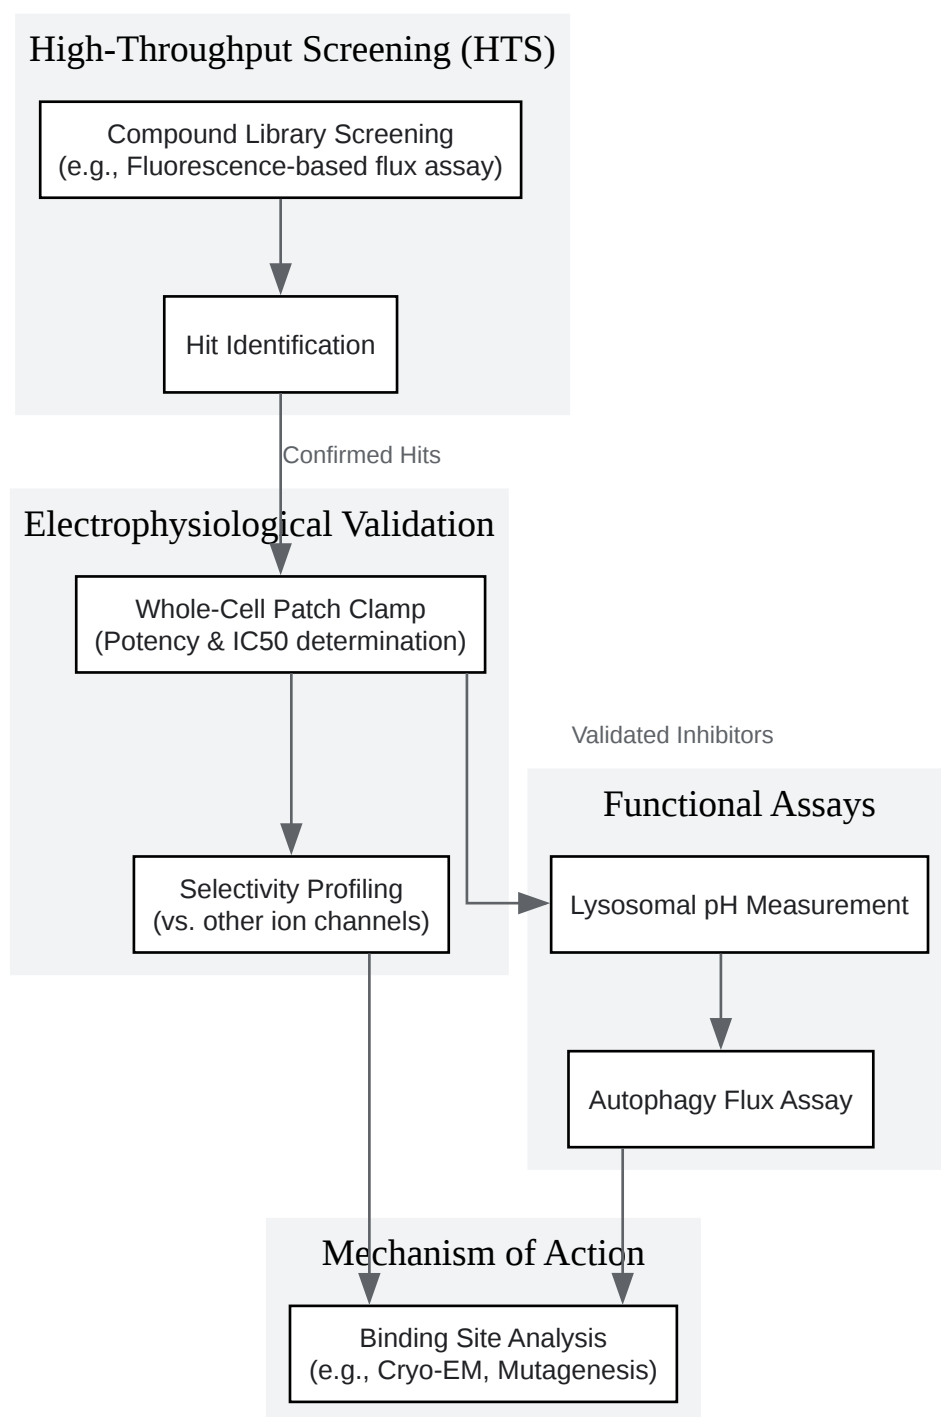 High-Throughput Screening (HTS)
Compound Library Screening
(e.g., Fluorescence-based flux assay)
Hit Identification
Confirmed Hits
Electrophysiological Validation
Whole-Cell Patch Clamp
(Potency & IC50 determination)
Validated Inhibitors
Functional Assays
Selectivity Profiling
(vs. other ion channels)
Lysosomal pH Measurement
Autophagy Flux Assay
Mechanism of Action
Binding Site Analysis
(e.g., Cryo-EM, Mutagenesis)